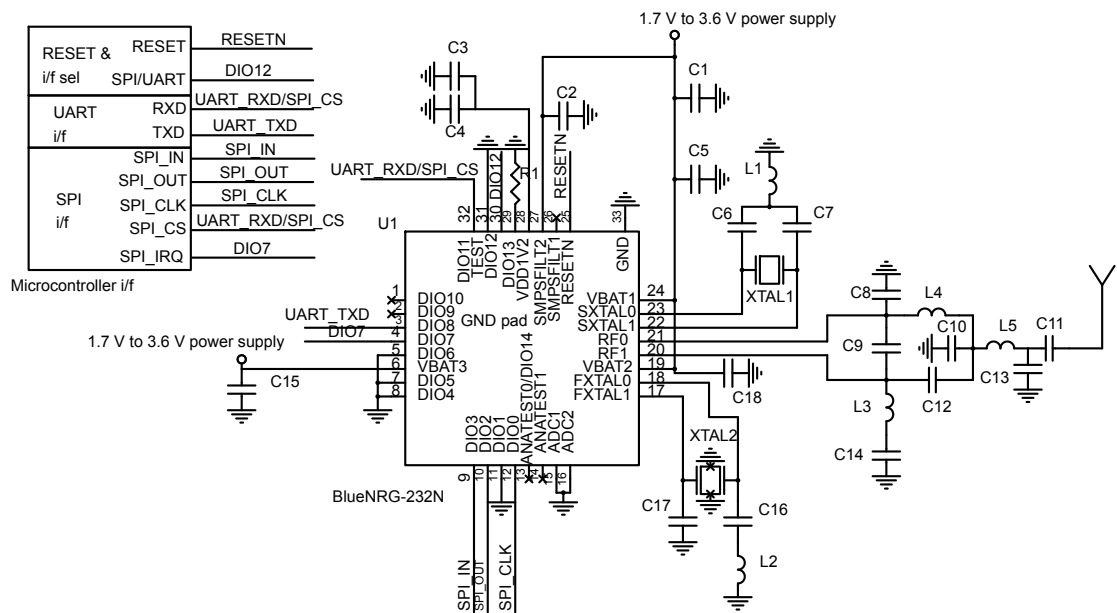 1.7 V to 3.6 V power supply
RESET &
i/f sel
RESET
RESETN
SPI/UART
DIO12
UART
i/f
RXD
UART_RXD/SPI_CS
TXD
UART_TXD
SPI
i/f
SPI_IN
SPI_IN
SPI_OUT
SPI_OUT
SPI_CLK
SPI_CLK
SPI_CS
UART_RXD/SPI_CS
SPI_IRQ
DIO7
Microcontroller i/f
C3
C4
C2
C1
C5
R1
DIO12
RESETN
UART_RXD/SPI_CS
U1
32
31
30
29
28
27
26
25
33
DIO11
TEST
DIO12
DIO13
VDD1V2
SMPSFILT2
SMPSFILT1
RESETN
GND
GND pad
1
DIO10
2
DIO9
UART_TXD
3
DIO8
DIO7
4
DIO7
5
DIO6
1.7 V to 3.6 V power supply
6
VBAT3
7
DIO5
8
DIO4
C15
VBAT1
24
SXTAL0
23
SXTAL1
22
RF0
21
RF1
20
VBAT2
19
FXTAL0
18
FXTAL1
17
DIO3
DIO2
DIO1
DIO0
ANATEST0/DIO14
ANATEST1
ADC1
ADC2
9
10
11
12
13
14
15
16
BlueNRG-232N
SPI_IN
SPI_OUT
SPI_CLK
L1
C6
C7
XTAL1
C8
L4
C9
C10
L5
C11
C13
C12
L3
C14
C18
XTAL2
C17
C16
L2